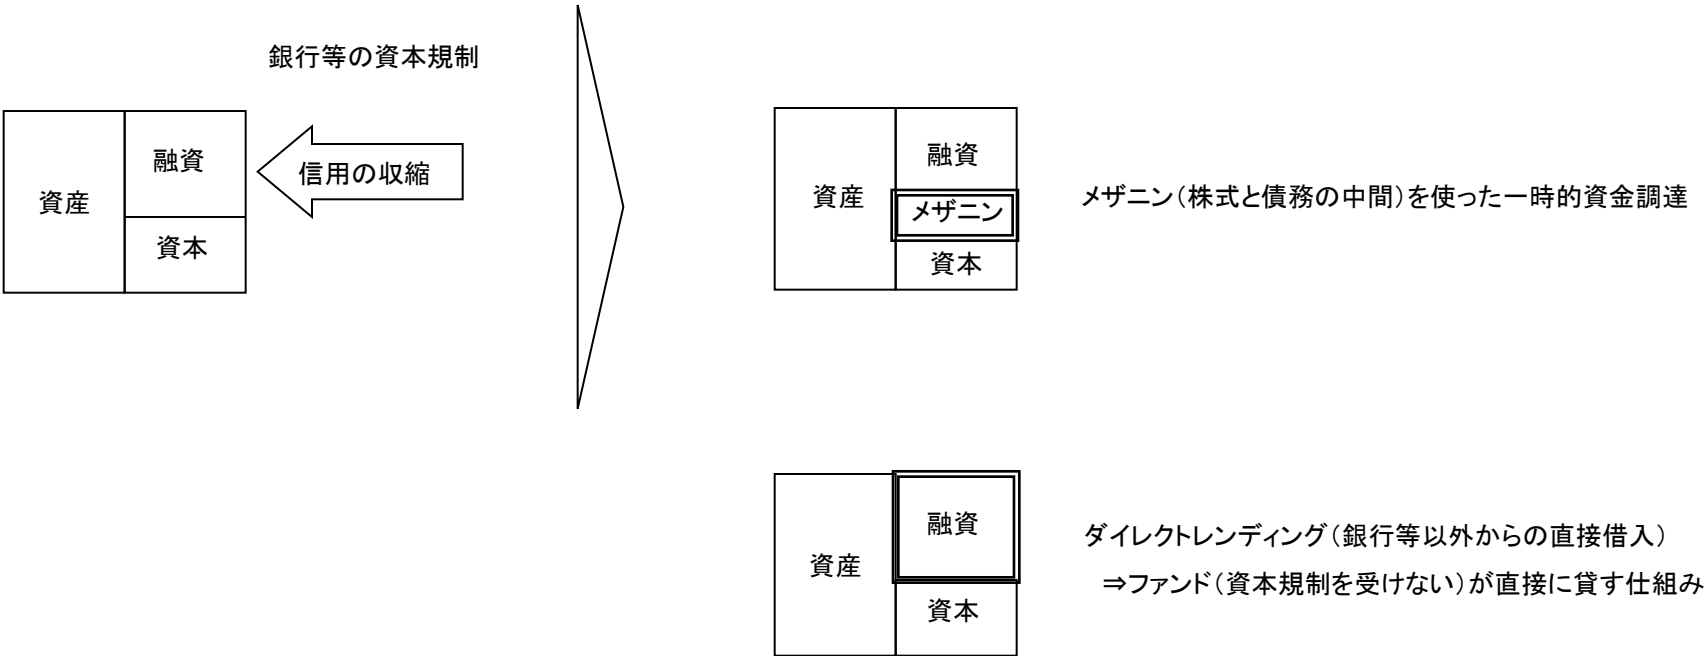 銀行等の資本規制
資産
融資
資本
信用の収縮
資産
融資
メザニン
資本
メザニン（株式と債務の中間）を使った一時的資金調達
資産
融資
資本
ダイレクトレンディング（銀行等以外からの直接借入）
⇒ファンド（資本規制を受けない）が直接に貸す仕組み